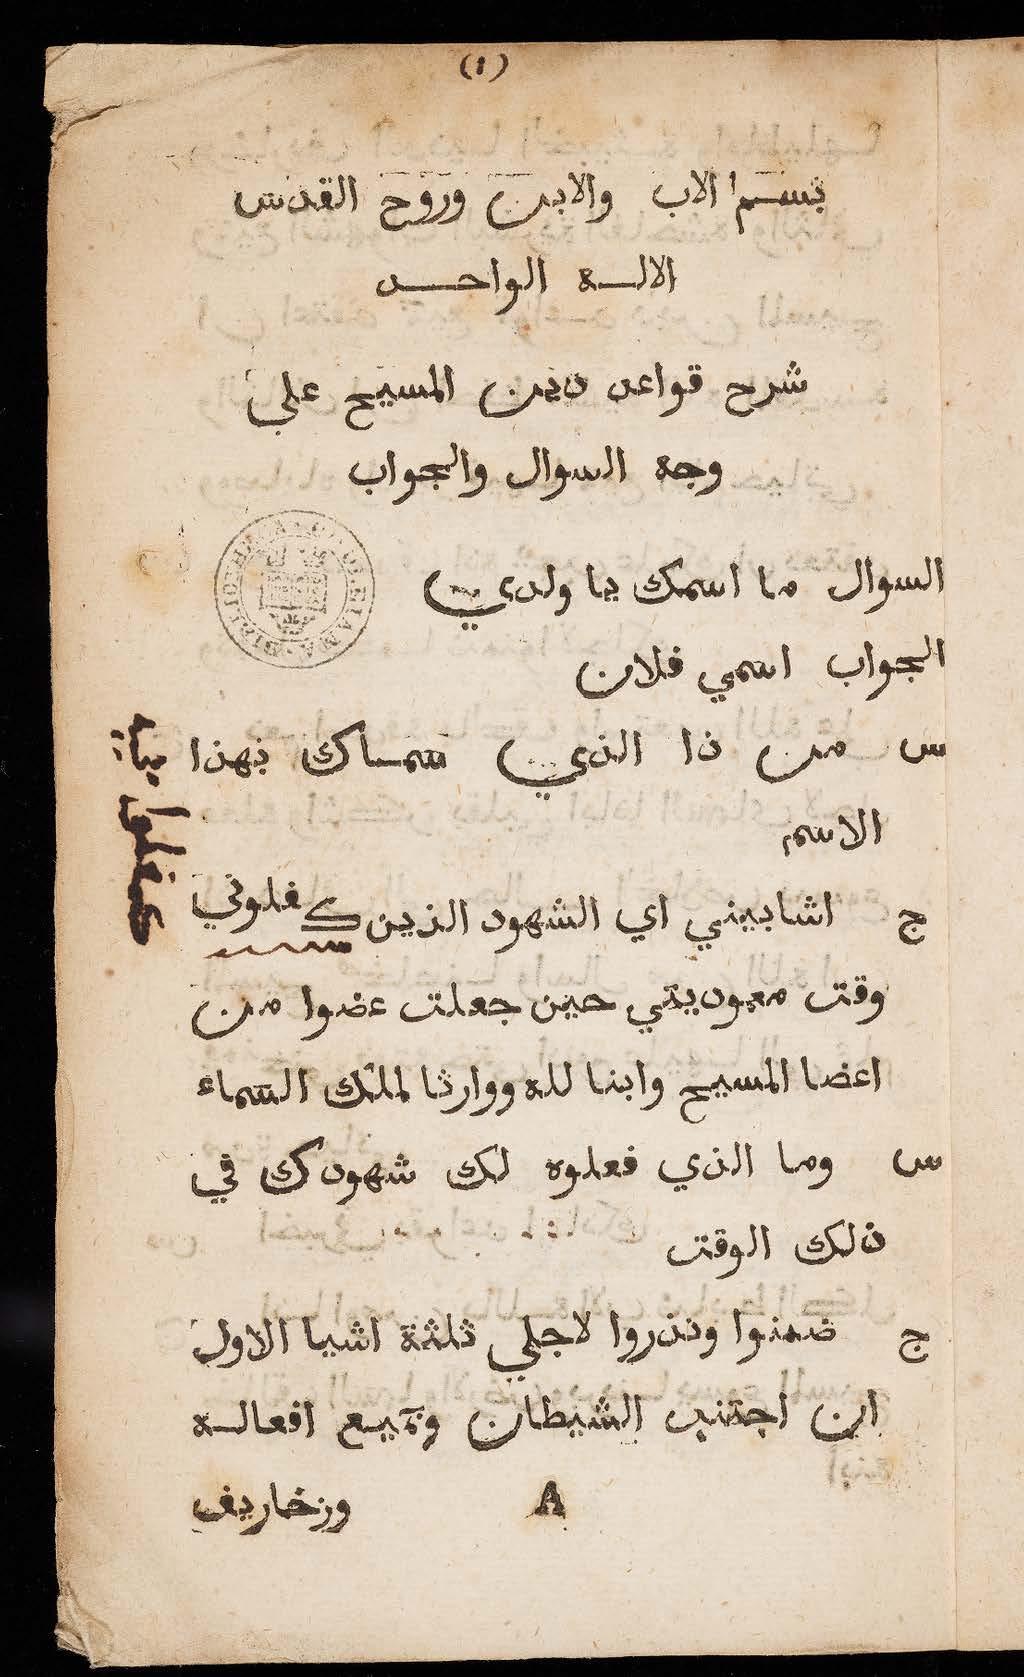 (١)
بسم الاب والابن وروح القدس
الاله الواحد
شرح قواعد دين المسيح علي
وجه السوال والجواب
السوال ما اسمك يا ولدي
الجواب اسمي فلان
س من ذا الذي سماك بهذا
الاسم
ج اشابيني اي الشهود الذين كفلوني
وقت معموديتي حين جعلت عضوا من
اعضا المسيح وابنا لله ووارثا لملك السماء
س وما الذي فعلوه لك شهودك في
ذلك الوقت
ج ضمنوا ونذروا لاجلي ثلثة اشيا الاول
ان اجتنب الشيطان وجميع افعاله
A وزخاريف